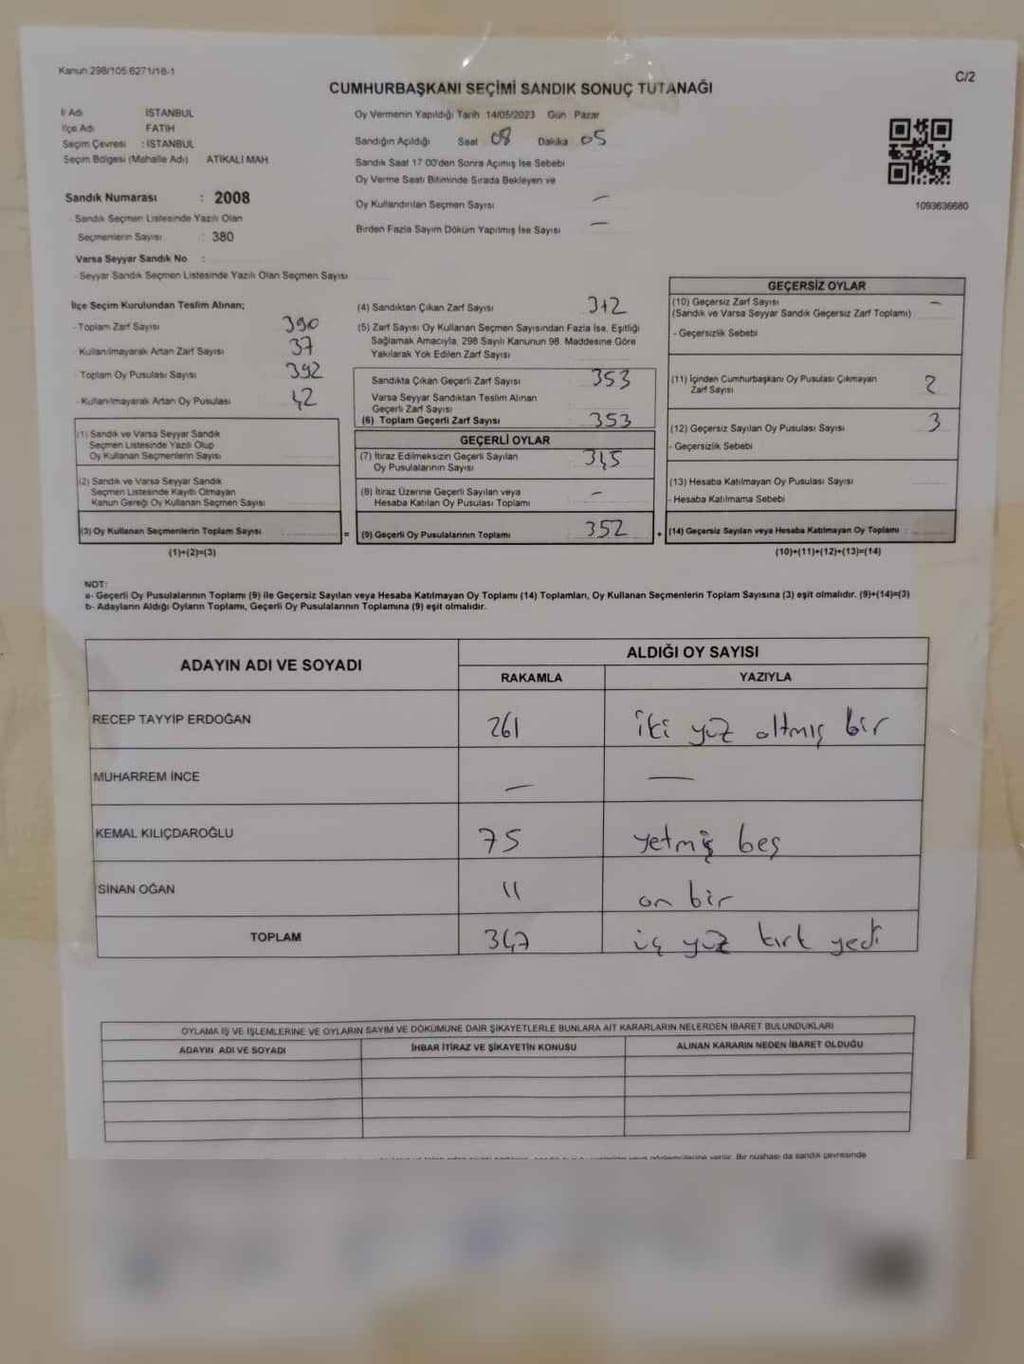 Kanun 298/105 6271/18-1
C/2
CUMHURBAŞKANI SEÇİMİ SANDIK SONUÇ TUTANAĞI
İl Adı İSTANBUL
İlçe Adı FATİH
Seçim Çevresi : İSTANBUL
Seçim Bölgesi (Mahalle Adı) ATİKALİ MAH
Sandık Numarası : 2008
- Sandık Seçmen Listesinde Yazılı Olan
Seçmenlerin Sayısı : 380
Varsa Seyyar Sandık No :
- Seyyar Sandık Seçmen Listesinde Yazılı Olan Seçmen Sayısı
Oy Vermenin Yapıldığı Tarih 14/05/2023 Gün Pazar
Sandığın Açıldığı Saat 08 Dakika 05
Sandık Saat 17 00'den Sonra Açımış İse Sebebi
Oy Verme Saati Bitiminde Sırada Bekleyen ve
Oy Kullandırılan Seçmen Sayısı —
Birden Fazla Sayım Döküm Yapılmış İse Sayısı —
1093636680
İlçe Seçim Kurulundan Teslim Alınan;
- Toplam Zarf Sayısı 390
- Kullanılmayarak Artan Zarf Sayısı 37
- Toplam Oy Pusulası Sayısı 392
- Kullanılmayarak Artan Oy Pusulası 42
(1) Sandık ve Varsa Seyyar Sandık
Seçmen Listesinde Yazılı Olup
Oy Kullanan Seçmenlerin Sayısı
(2) Sandık ve Varsa Seyyar Sandık
Seçmen Listesinde Kayıtlı Olmayan
Kanun Gereği Oy Kullanan Seçmen Sayısı
(3) Oy Kullanan Seçmenlerin Toplam Sayısı
(1)+(2)=(3)
(4) Sandıktan Çıkan Zarf Sayısı 312
(5) Zarf Sayısı Oy Kullanan Seçmen Sayısından Fazla İse, Eşitliği
Sağlamak Amacıyla, 298 Sayılı Kanunun 98. Maddesine Göre
Yakılarak Yok Edilen Zarf Sayısı
Sandıkta Çıkan Geçerli Zarf Sayısı 353
Varsa Seyyar Sandıktan Teslim Alınan
Geçerli Zarf Sayısı
(6) Toplam Geçerli Zarf Sayısı 353
GEÇERLİ OYLAR
(7) İtiraz Edilmeksizin Geçerli Sayılan
Oy Pusulalarının Sayısı 345
(8) İtiraz Üzerine Geçerli Sayılan veya
Hesaba Katılan Oy Pusulası Toplamı —
= (9) Geçerli Oy Pusulalarının Toplamı 352
GEÇERSİZ OYLAR
(10) Geçersiz Zarf Sayısı —
(Sandık ve Varsa Seyyar Sandık Geçersiz Zarf Toplamı)
- Geçersizlik Sebebi
(11) İçinden Cumhurbaşkanı Oy Pusulası Çıkmayan
Zarf Sayısı 2
(12) Geçersiz Sayılan Oy Pusulası Sayısı 3
- Geçersizlik Sebebi
(13) Hesaba Katılmayan Oy Pusulası Sayısı
- Hesaba Katılmama Sebebi
+ (14) Geçersiz Sayılan veya Hesaba Katılmayan Oy Toplamı
(10)+(11)+(12)+(13)=(14)
NOT:
a- Geçerli Oy Pusulalarının Toplamı (9) ile Geçersiz Sayılan veya Hesaba Katılmayan Oy Toplamı (14) Toplamları, Oy Kullanan Seçmenlerin Toplam Sayısına (3) eşit olmalıdır. (9)+(14)=(3)
b- Adayların Aldığı Oyların Toplamı, Geçerli Oy Pusulalarının Toplamına (9) eşit olmalıdır.
ADAYIN ADI VE SOYADI
ALDIĞI OY SAYISI
RAKAMLA YAZIYLA
RECEP TAYYİP ERDOĞAN 261 iki yüz altmış bir
MUHARREM İNCE — —
KEMAL KILIÇDAROĞLU 75 yetmiş beş
SİNAN OĞAN 11 on bir
TOPLAM 347 üç yüz kırk yedi
OYLAMA İŞ VE İŞLEMLERİNE VE OYLARIN SAYIM VE DÖKÜMÜNE DAİR ŞİKAYETLERLE BUNLARA AİT KARARLARIN NELERDEN İBARET BULUNDUKLARI
ADAYIN ADI VE SOYADI İHBAR İTİRAZ VE ŞİKAYETİN KONUSU ALINAN KARARIN NEDEN İBARET OLDUĞU
Bir nüshası da sandık çevresinde